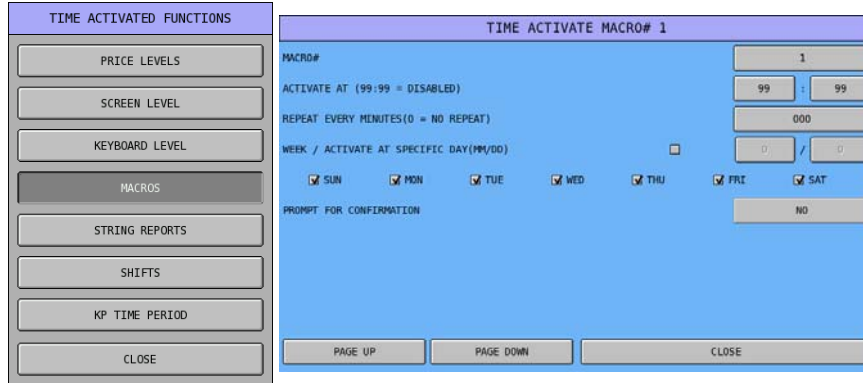 TIME ACTIVATED FUNCTIONS
PRICE LEVELS
SCREEN LEVEL
KEYBOARD LEVEL
MACROS
STRING REPORTS
SHIFTS
KP TIME PERIOD
CLOSE
TIME ACTIVATE MACRO# 1
MACRO# 1
ACTIVATE AT (99:99 = DISABLED) 99 : 99
REPEAT EVERY MINUTES(0 = NO REPEAT) 000
WEEK / ACTIVATE AT SPECIFIC DAY(MM/DD) 0 / 0
SUN MON TUE WED THU FRI SAT
PROMPT FOR CONFIRMATION NO
PAGE UP PAGE DOWN CLOSE